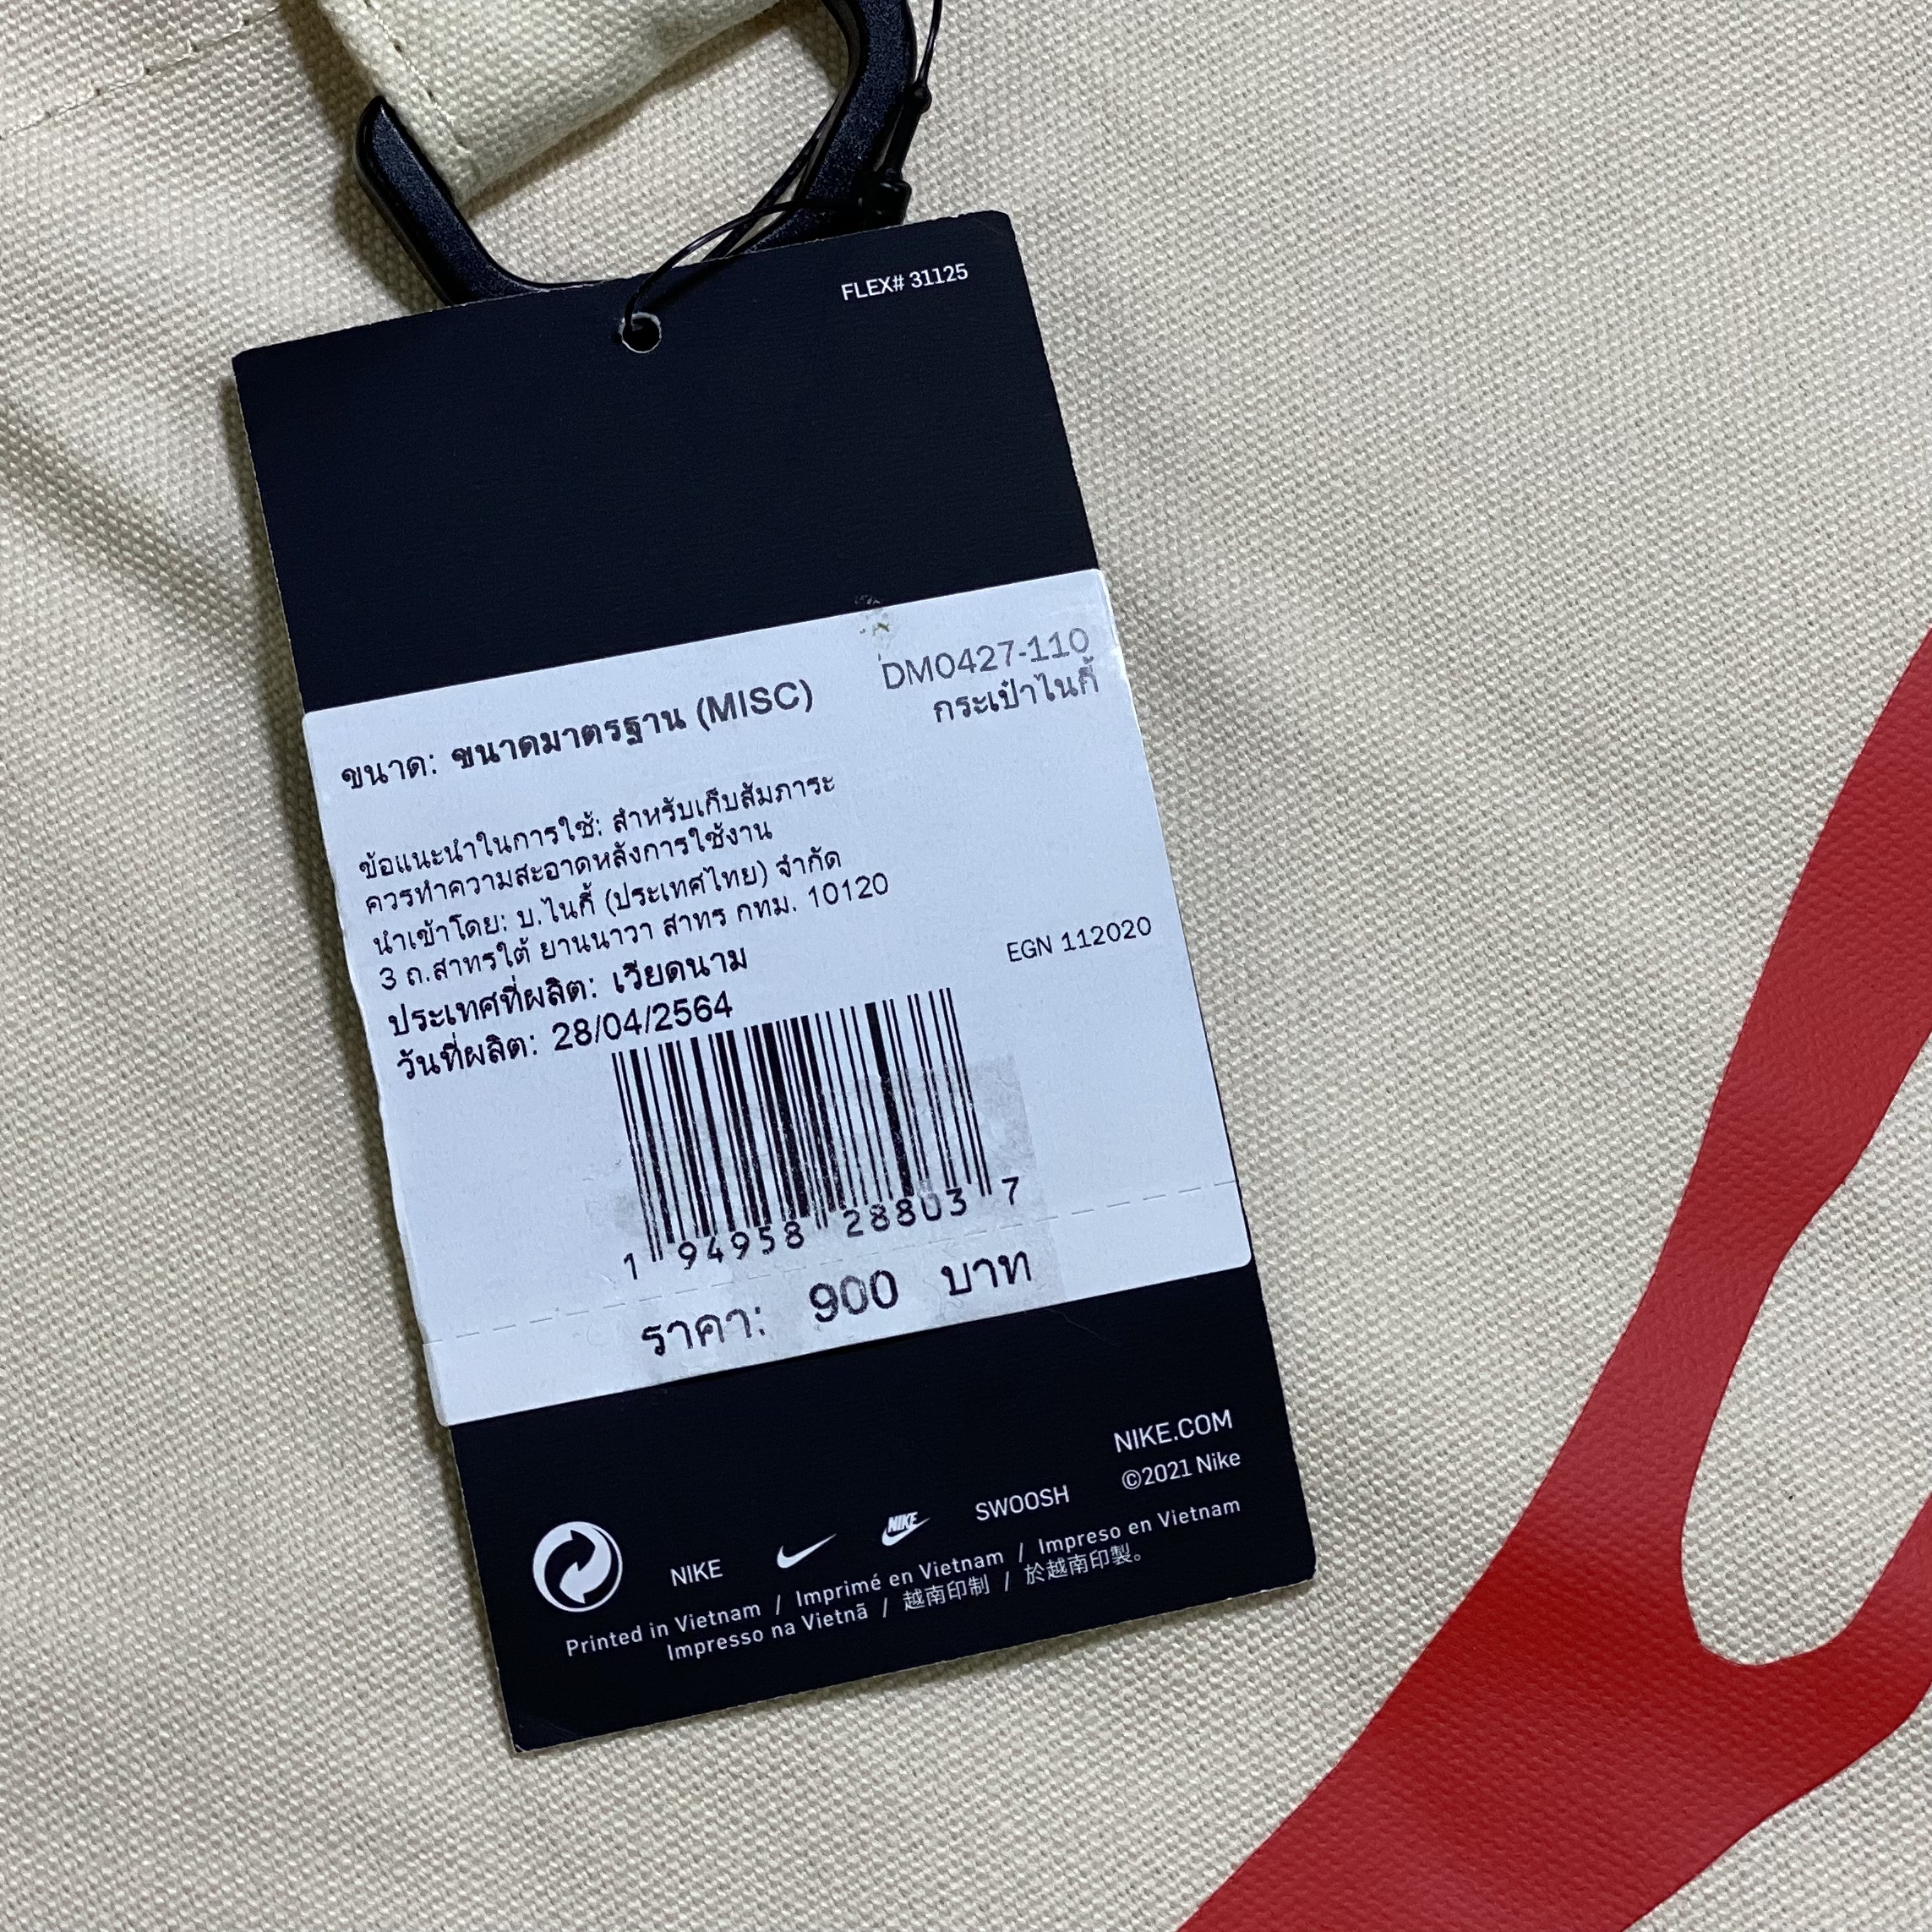 FLEX# 31125
DM0427-110
ขนาด: ขนาดมาตรฐาน (MISC)
กระเป๋าไนกี้
ข้อแนะนำในการใช้: สำหรับเก็บสัมภาระ
ควรทำความสะอาดหลังการใช้งาน
นำเข้าโดย: บ.ไนกี้ (ประเทศไทย) จำกัด
3 ถ.สาทรใต้ ยานนาวา สาทร กทม. 10120
EGN 112020
ประเทศที่ผลิต: เวียดนาม
วันที่ผลิต: 28/04/2564
1 94958 28803 7
ราคา: 900 บาท
NIKE.COM
©2021 Nike
NIKE NIKE SWOOSH
Printed in Vietnam / Imprimé en Vietnam / Impreso en Vietnam
Impresso na Vietnã / 越南印制 / 於越南印製。